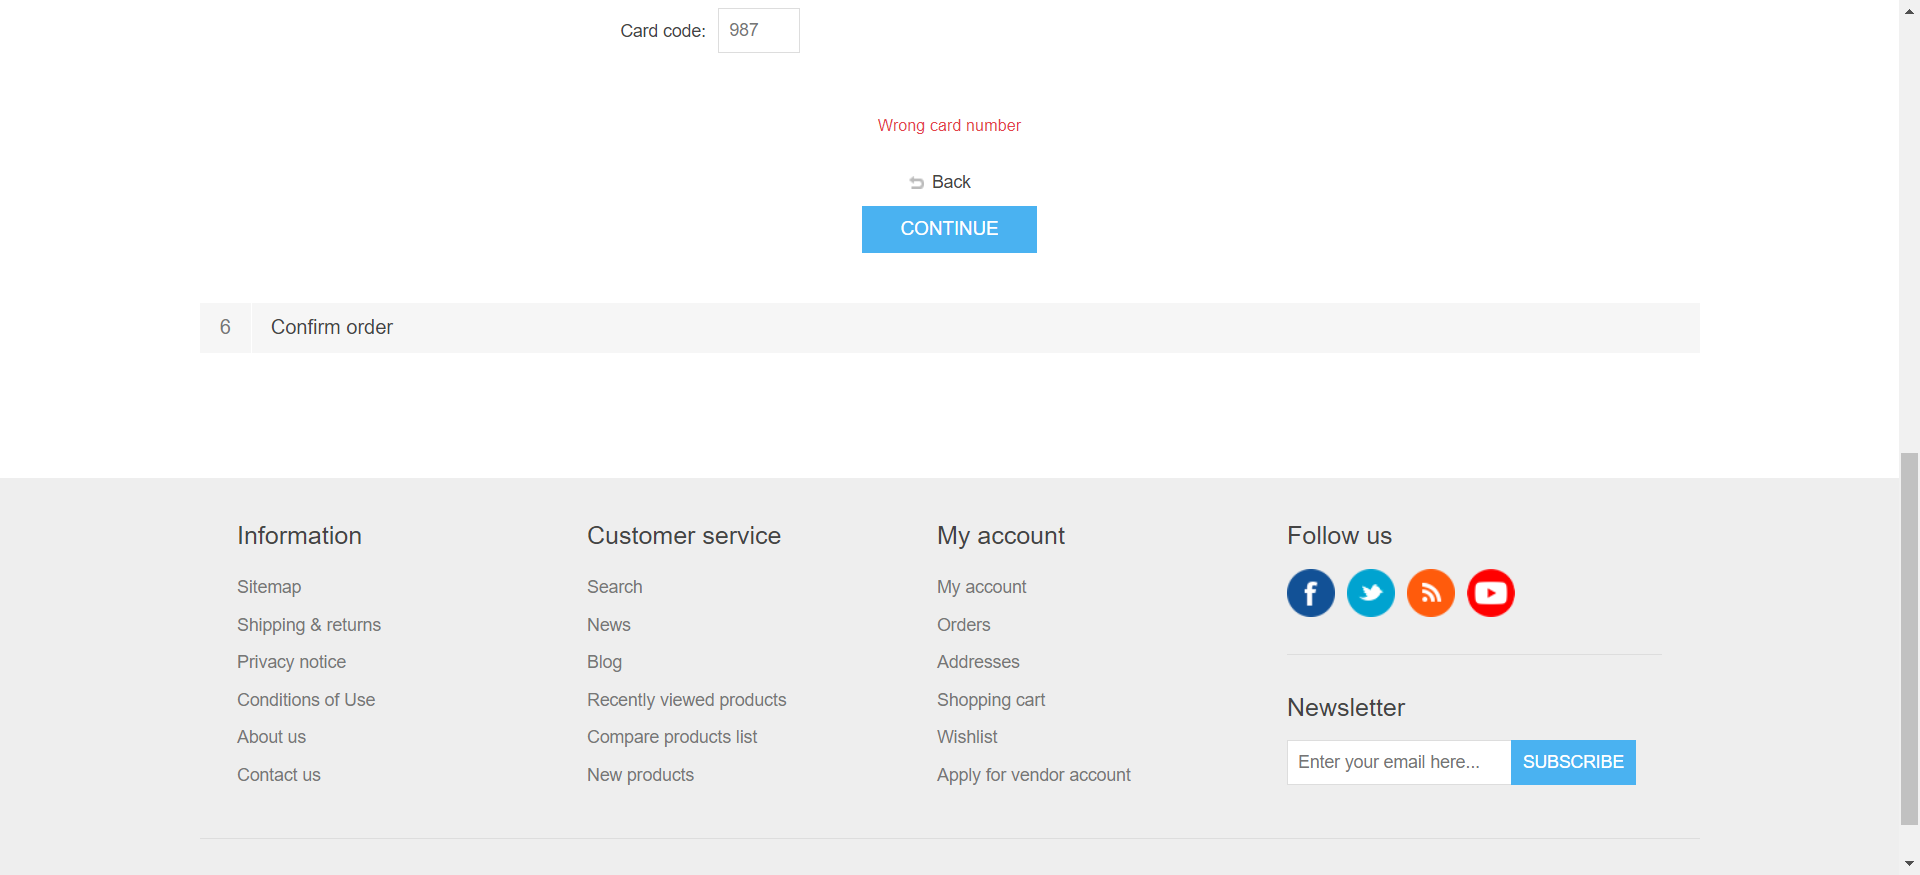 Card code: 987
Wrong card number
Back
CONTINUE
6 Confirm order
Information
Sitemap
Shipping & returns
Privacy notice
Conditions of Use
About us
Contact us
Customer service
Search
News
Blog
Recently viewed products
Compare products list
New products
My account
My account
Orders
Addresses
Shopping cart
Wishlist
Apply for vendor account
Follow us
Newsletter
Enter your email here... SUBSCRIBE